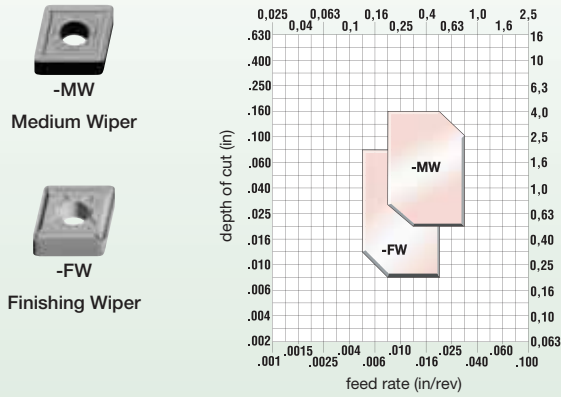 -MW
Medium Wiper
-FW
Finishing Wiper
0,025 0,063 0,16 0,4 1,0 2,5
0,04 0,1 0,25 0,63 1,6
.630 16
.400 10
.250 6,3
.160 4,0
.100 2,5
.060 1,6
.040 1,0
.025 0,63
.016 0,40
.010 0,25
.006 0,16
.004 0,10
.002 0,063
depth of cut (in)
-MW
-FW
.0015 .004 .010 .025 .060
.001 .0025 .006 .016 .040 .100
feed rate (in/rev)